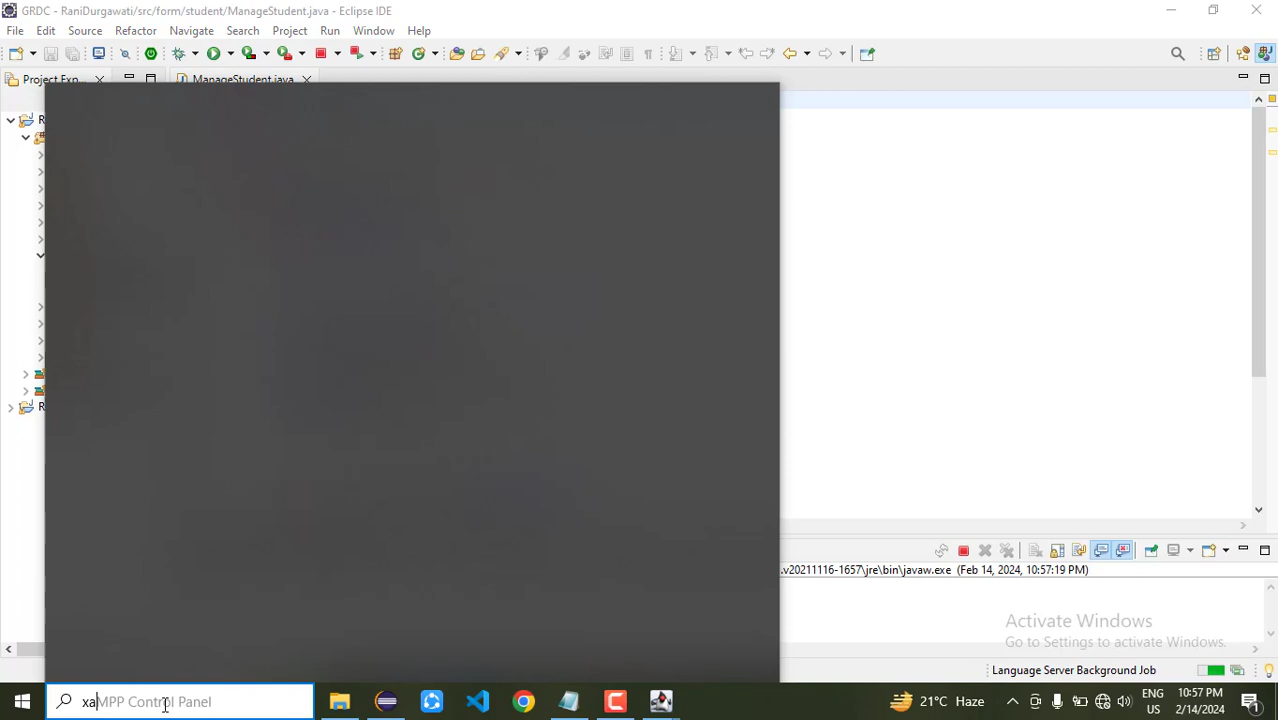 GRDC - RaniDurgawati/src/form/student/ManageStudent.java - Eclipse IDE
File Edit Source Refactor Navigate Search Project Run Window Help
Project Exp...
ManageStudent.java
R
R
.v20211116-1657\jre\bin\javaw.exe (Feb 14, 2024, 10:57:19 PM)
Activate Windows
Go to Settings to activate Windows.
Language Server Background Job
xaMPP Control Panel
21°C Haze
ENG
US
10:57 PM
2/14/2024
1